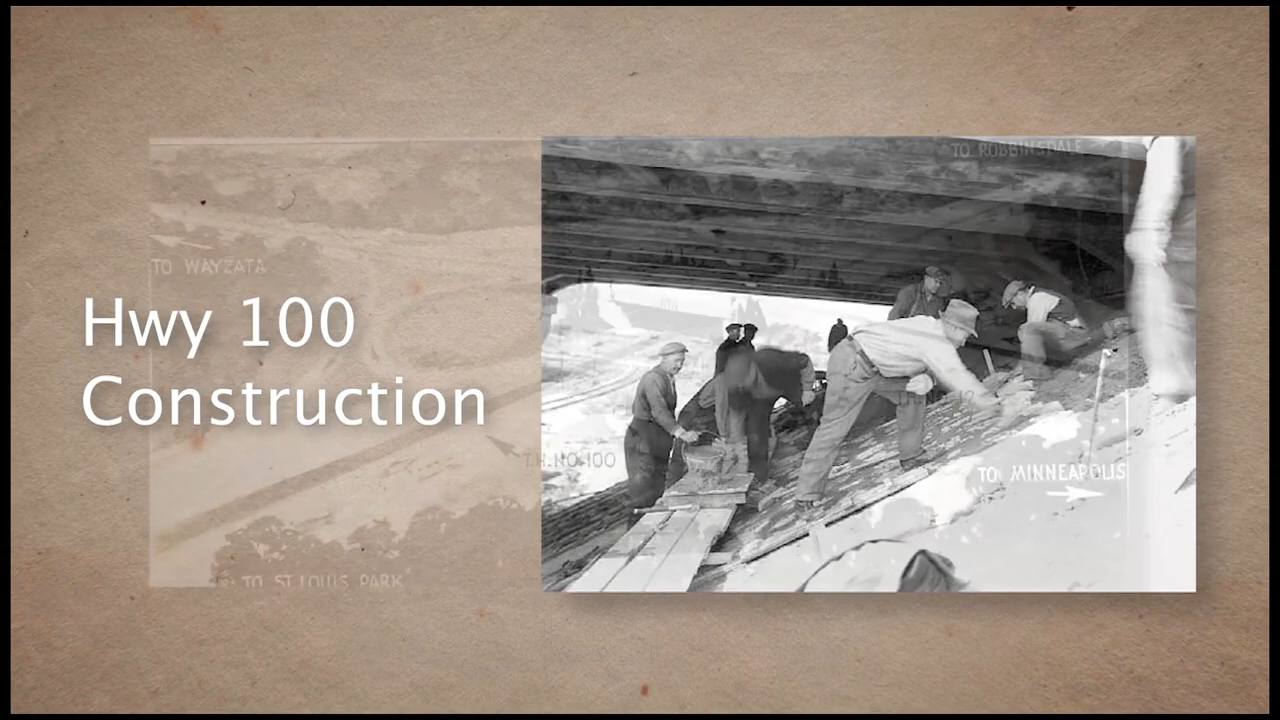 TO ROBBINSDALE
TO WAYZATA
Hwy 100
Construction
T.H. NO. 100
TO MINNEAPOLIS
TO ST. LOUIS PARK